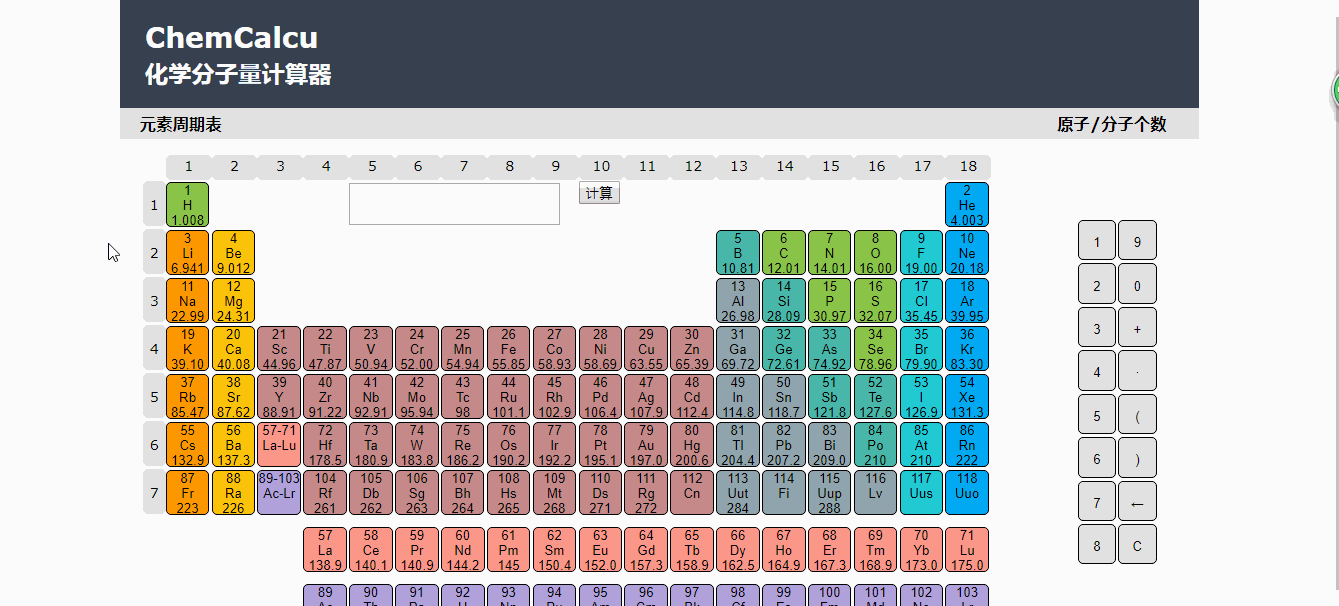 ChemCalcu
化学分子量计算器
元素周期表 原子/分子个数
1 2 3 4 5 6 7 8 9 10 11 12 13 14 15 16 17 18
1 2
1 H 计算 He
1.008 4.003
3 4 5 6 7 8 9 10
2 Li Be B C N O F Ne
6.941 9.012 10.81 12.01 14.01 16.00 19.00 20.18
11 12 13 14 15 16 17 18
3 Na Mg Al Si P S Cl Ar
22.99 24.31 26.98 28.09 30.97 32.07 35.45 39.95
19 20 21 22 23 24 25 26 27 28 29 30 31 32 33 34 35 36
4 K Ca Sc Ti V Cr Mn Fe Co Ni Cu Zn Ga Ge As Se Br Kr
39.10 40.08 44.96 47.87 50.94 52.00 54.94 55.85 58.93 58.69 63.55 65.39 69.72 72.61 74.92 78.96 79.90 83.30
37 38 39 40 41 42 43 44 45 46 47 48 49 50 51 52 53 54
5 Rb Sr Y Zr Nb Mo Tc Ru Rh Pd Ag Cd In Sn Sb Te I Xe
85.47 87.62 88.91 91.22 92.91 95.94 98 101.1 102.9 106.4 107.9 112.4 114.8 118.7 121.8 127.6 126.9 131.3
55 56 57-71 72 73 74 75 76 77 78 79 80 81 82 83 84 85 86
6 Cs Ba La-Lu Hf Ta W Re Os Ir Pt Au Hg Tl Pb Bi Po At Rn
132.9 137.3 178.5 180.9 183.8 186.2 190.2 192.2 195.1 197.0 200.6 204.4 207.2 209.0 210 210 222
87 88 89-103 104 105 106 107 108 109 110 111 112 113 114 115 116 117 118
7 Fr Ra Ac-Lr Rf Db Sg Bh Hs Mt Ds Rg Cn Uut Fi Uup Lv Uus Uuo
223 226 261 262 263 264 265 268 271 272 284 288
57 58 59 60 61 62 63 64 65 66 67 68 69 70 71
La Ce Pr Nd Pm Sm Eu Gd Tb Dy Ho Er Tm Yb Lu
138.9 140.1 140.9 144.2 145 150.4 152.0 157.3 158.9 162.5 164.9 167.3 168.9 173.0 175.0
89 90 91 92 93 94 95 96 97 98 99 100 101 102 103
1 9
2 0
3 +
4 ·
5 (
6 )
7 ←
8 C